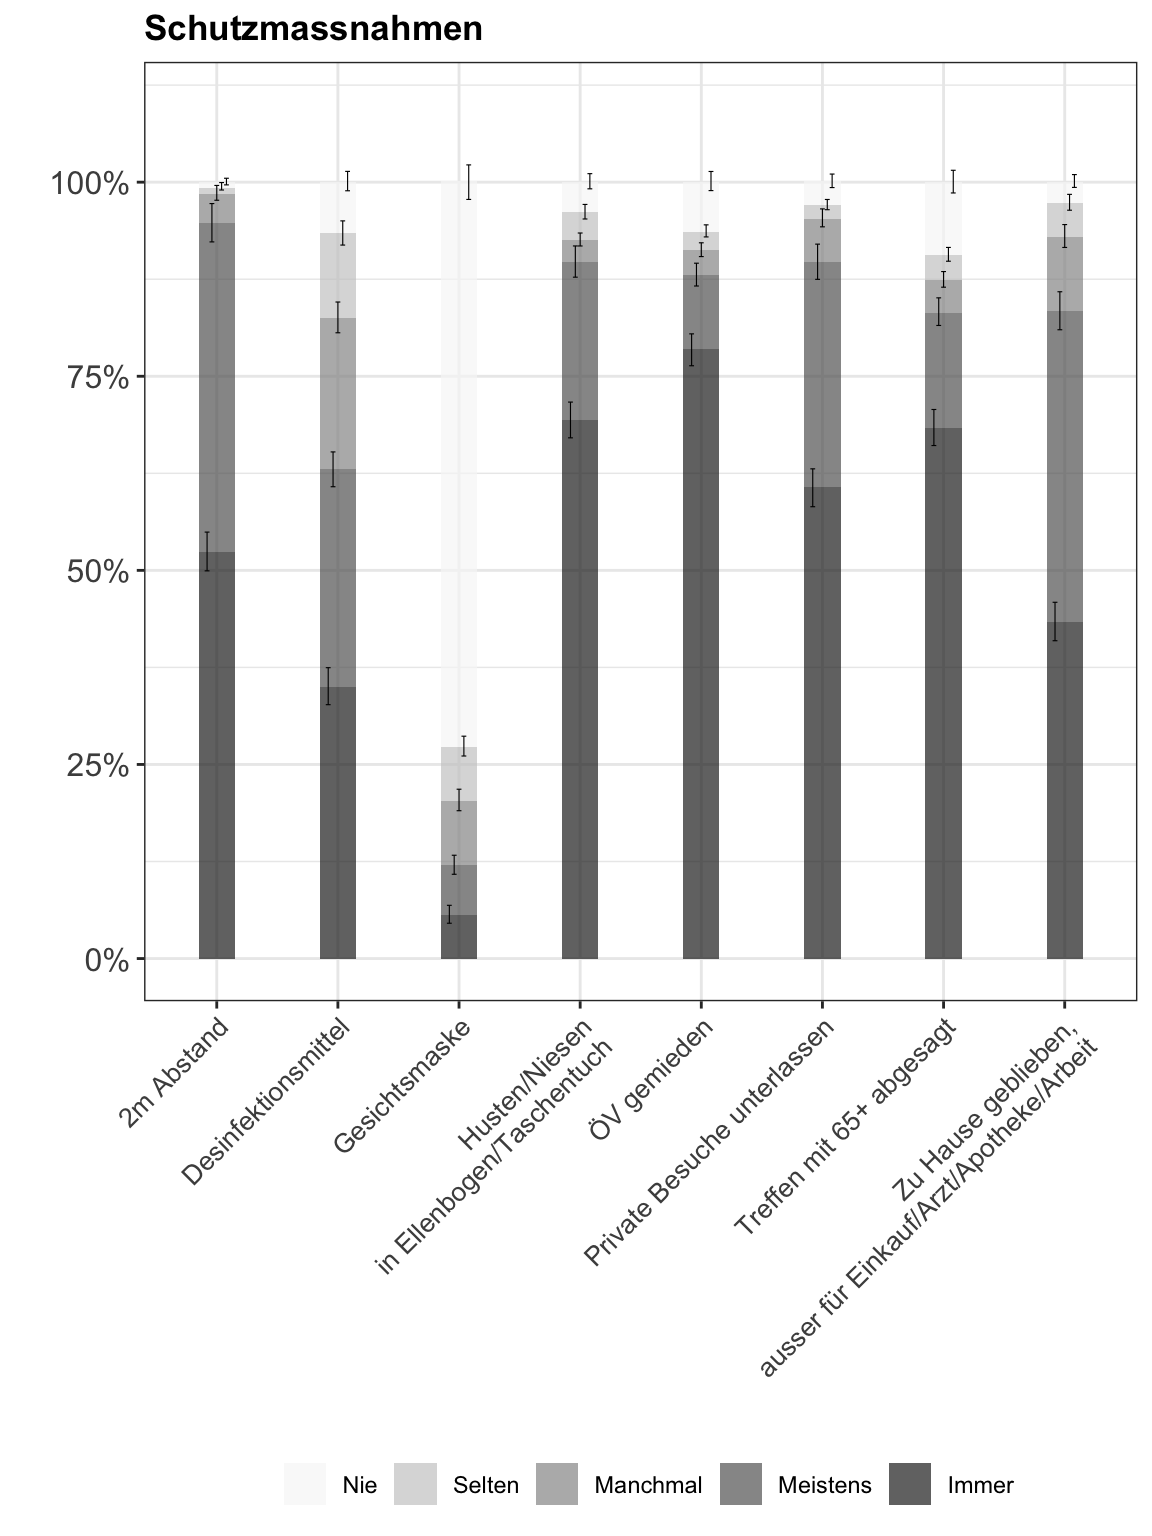 Schutzmassnahmen
100%
75%
50%
25%
0%
2m Abstand
Desinfektionsmittel
Gesichtsmaske
Husten/Niesen
in Ellenbogen/Taschentuch
ÖV gemieden
Private Besuche unterlassen
Treffen mit 65+ abgesagt
Zu Hause geblieben,
ausser für Einkauf/Arzt/Apotheke/Arbeit
Nie Selten Manchmal Meistens Immer